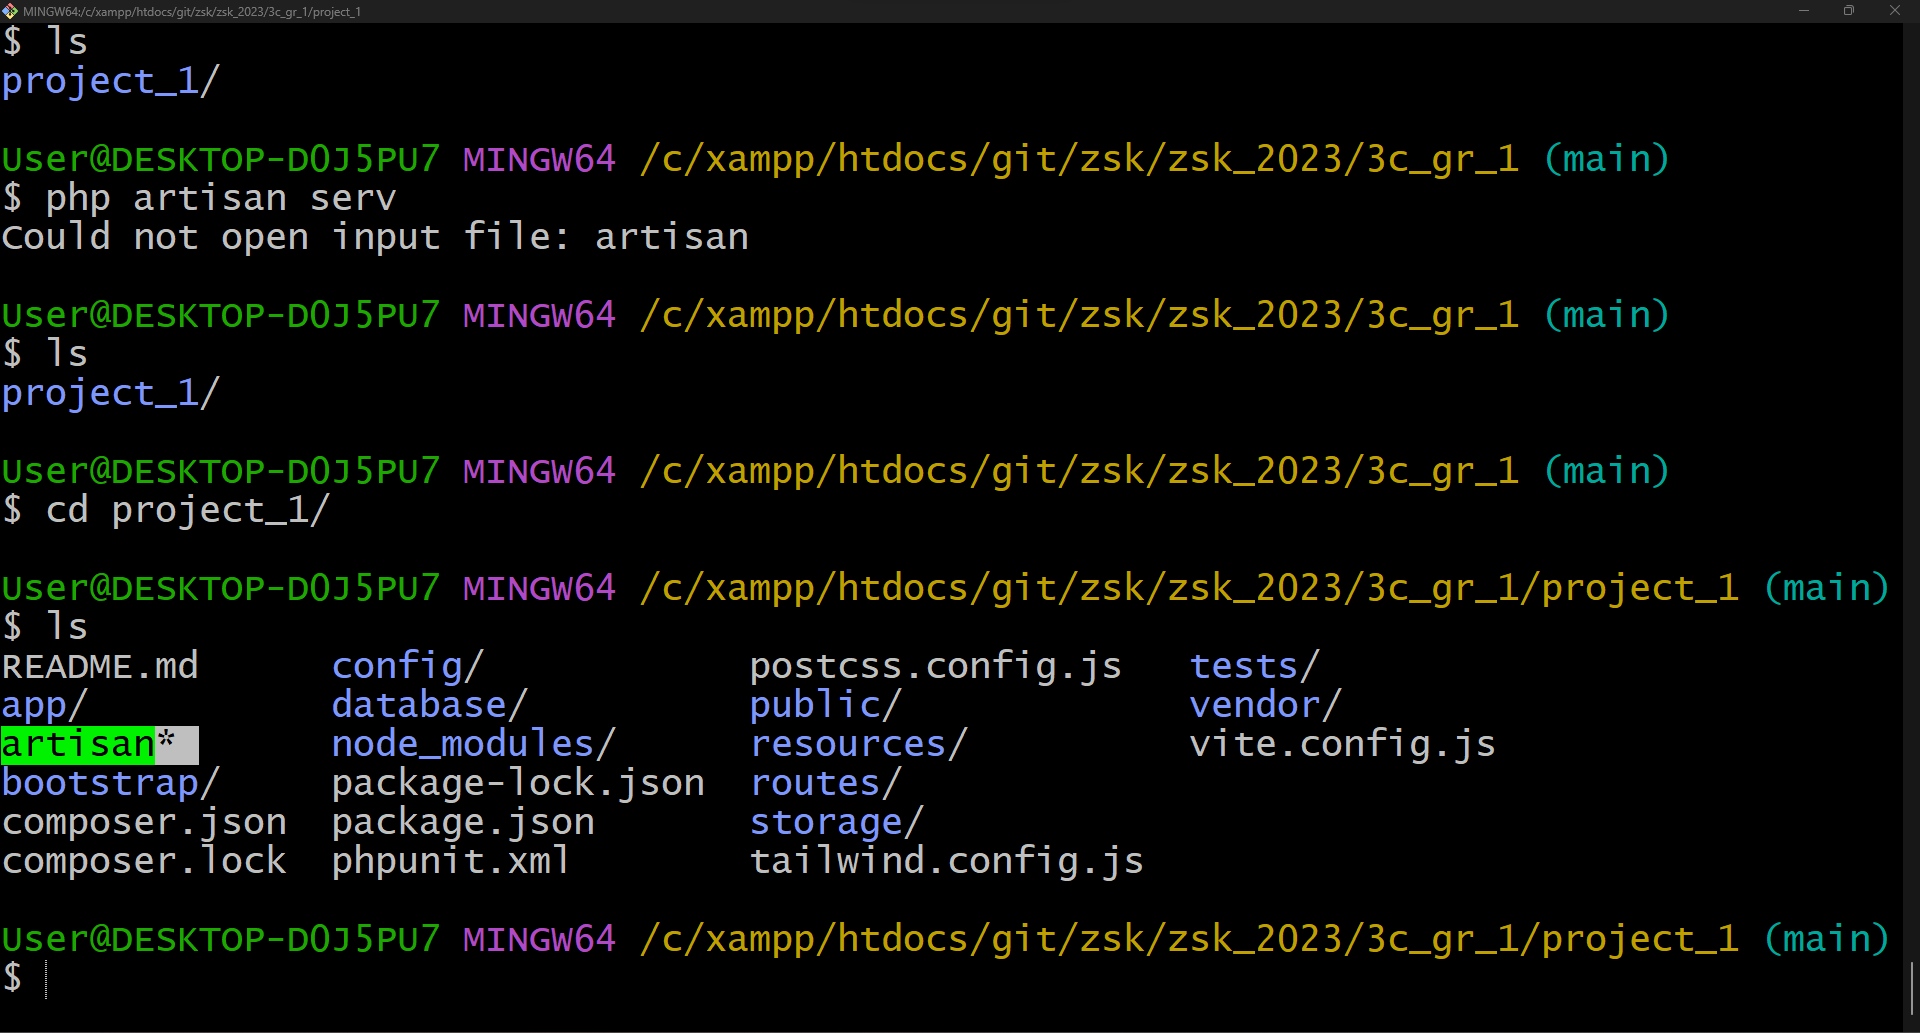 MINGW64:/c/xampp/htdocs/git/zsk/zsk_2023/3c_gr_1/project_1
$ ls
project_1/
User@DESKTOP-D0J5PU7 MINGW64 /c/xampp/htdocs/git/zsk/zsk_2023/3c_gr_1 (main)
$ php artisan serv
Could not open input file: artisan
User@DESKTOP-D0J5PU7 MINGW64 /c/xampp/htdocs/git/zsk/zsk_2023/3c_gr_1 (main)
$ ls
project_1/
User@DESKTOP-D0J5PU7 MINGW64 /c/xampp/htdocs/git/zsk/zsk_2023/3c_gr_1 (main)
$ cd project_1/
User@DESKTOP-D0J5PU7 MINGW64 /c/xampp/htdocs/git/zsk/zsk_2023/3c_gr_1/project_1 (main)
$ ls
README.md config/ postcss.config.js tests/
app/ database/ public/ vendor/
artisan* node_modules/ resources/ vite.config.js
bootstrap/ package-lock.json routes/
composer.json package.json storage/
composer.lock phpunit.xml tailwind.config.js
User@DESKTOP-D0J5PU7 MINGW64 /c/xampp/htdocs/git/zsk/zsk_2023/3c_gr_1/project_1 (main)
$